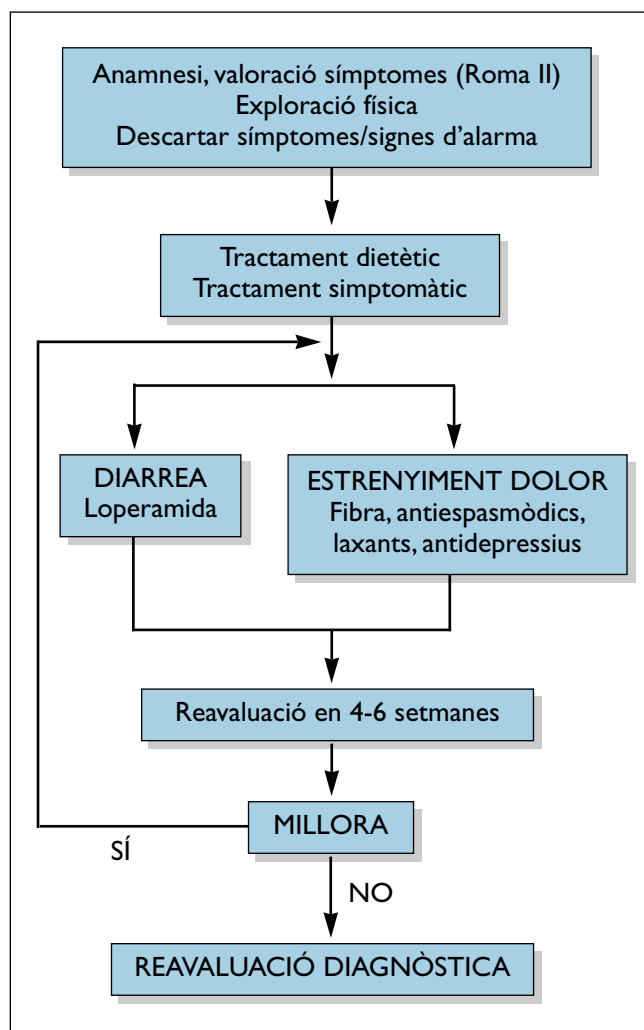 Anamnesi, valoració símptomes (Roma II)
Exploració física
Descartar símptomes/signes d'alarma
Tractament dietètic
Tractament simptomàtic
DIARREA
Loperamida
ESTRENYIMENT DOLOR
Fibra, antiespasmòdics,
laxants, antidepressius
Reavaluació en 4-6 setmanes
MILLORA
SÍ
NO
REAVALUACIÓ DIAGNÒSTICA